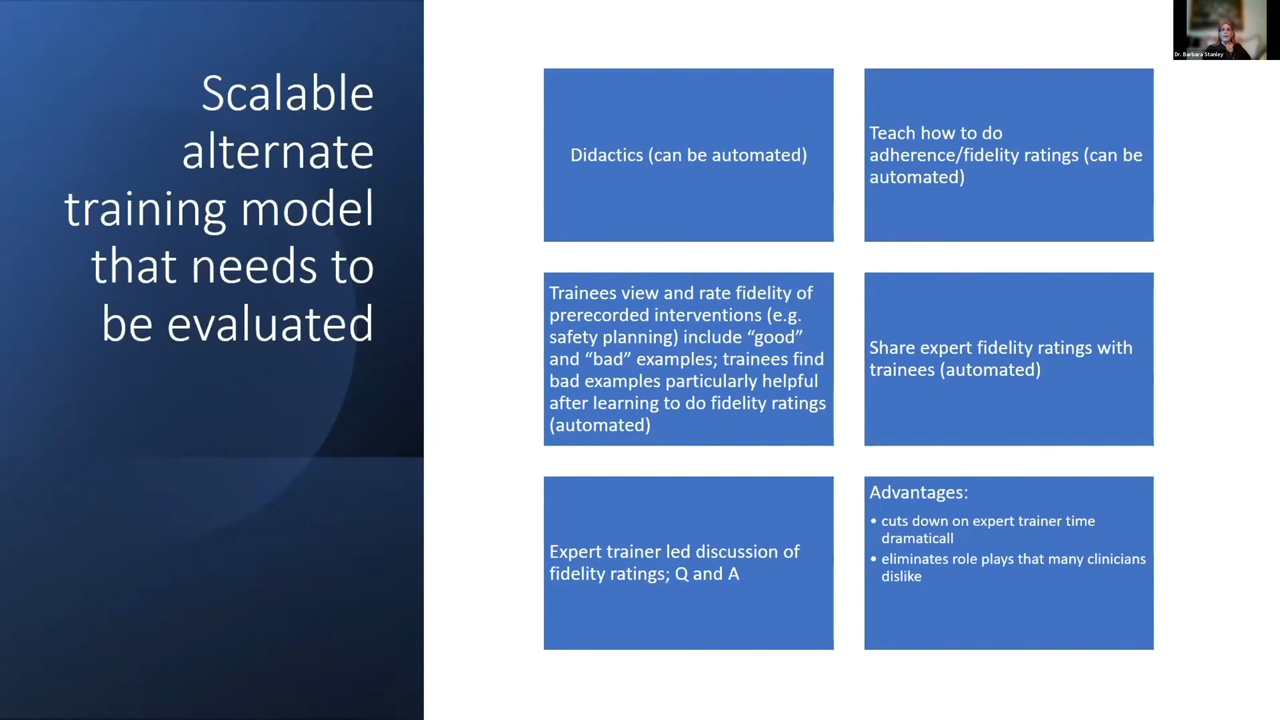 Scalable
alternate
training model
that needs to
be evaluated
Didactics (can be automated)
Teach how to do
adherence/fidelity ratings (can be
automated)
Trainees view and rate fidelity of
prerecorded interventions (e.g.
safety planning) include “good”
and “bad” examples; trainees find
bad examples particularly helpful
after learning to do fidelity ratings
(automated)
Share expert fidelity ratings with
trainees (automated)
Expert trainer led discussion of
fidelity ratings; Q and A
Advantages:
• cuts down on expert trainer time
dramaticall
• eliminates role plays that many clinicians
dislike
Dr. Barbara Stanley